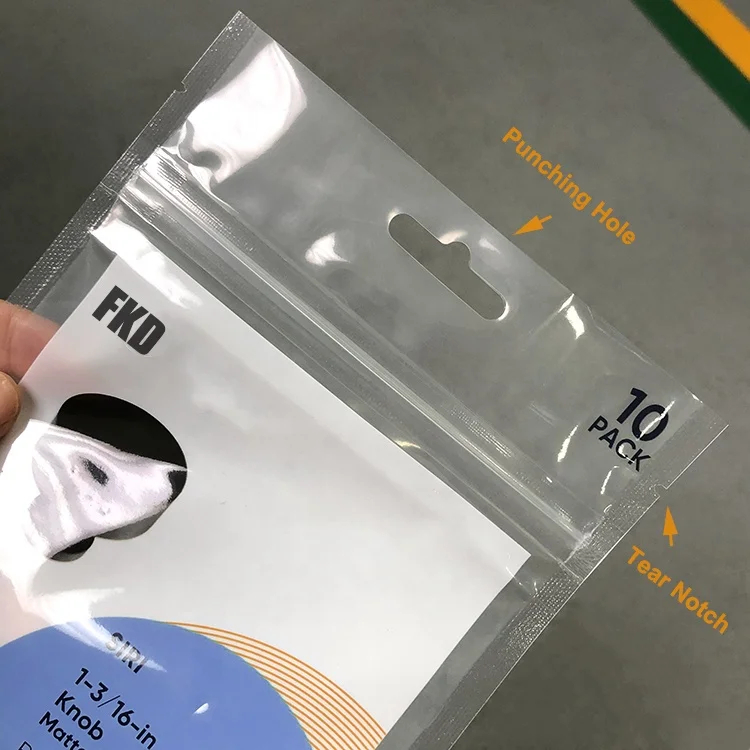 Punching Hole
FKD
10
PACK
Tear Notch
SIRI
1-3/16-in
Knob